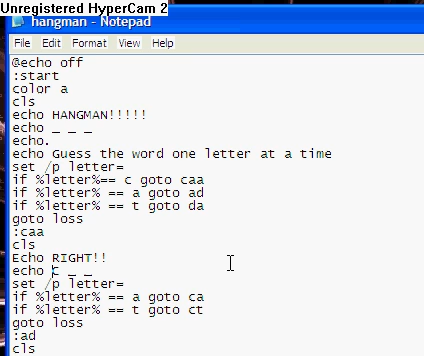 Unregistered HyperCam 2
hangman - Notepad
File Edit Format View Help
@echo off
:start
color a
cls
echo HANGMAN!!!!!
echo _ _ _
echo.
echo Guess the word one letter at a time
set /p letter=
if %letter%== c goto caa
if %letter% == a goto ad
if %letter% == t goto da
goto loss
:caa
cls
Echo RIGHT!!
echo C _ _
set /p letter=
if %letter% == a goto ca
if %letter% == t goto ct
goto loss
:ad
cls